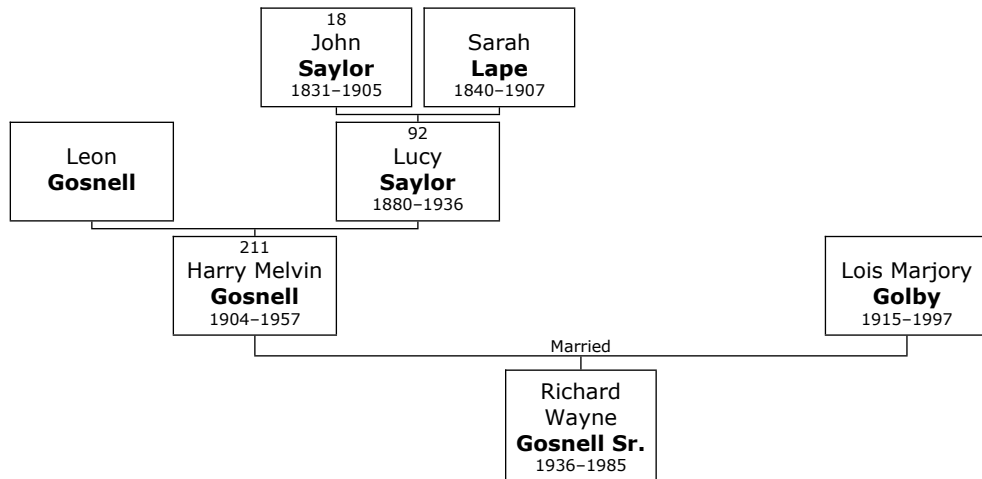 18
John
Saylor
1831–1905
Sarah
Lape
1840–1907
Leon
Gosnell
92
Lucy
Saylor
1880–1936
211
Harry Melvin
Gosnell
1904–1957
Lois Marjory
Golby
1915–1997
Married
Richard
Wayne
Gosnell Sr.
1936–1985